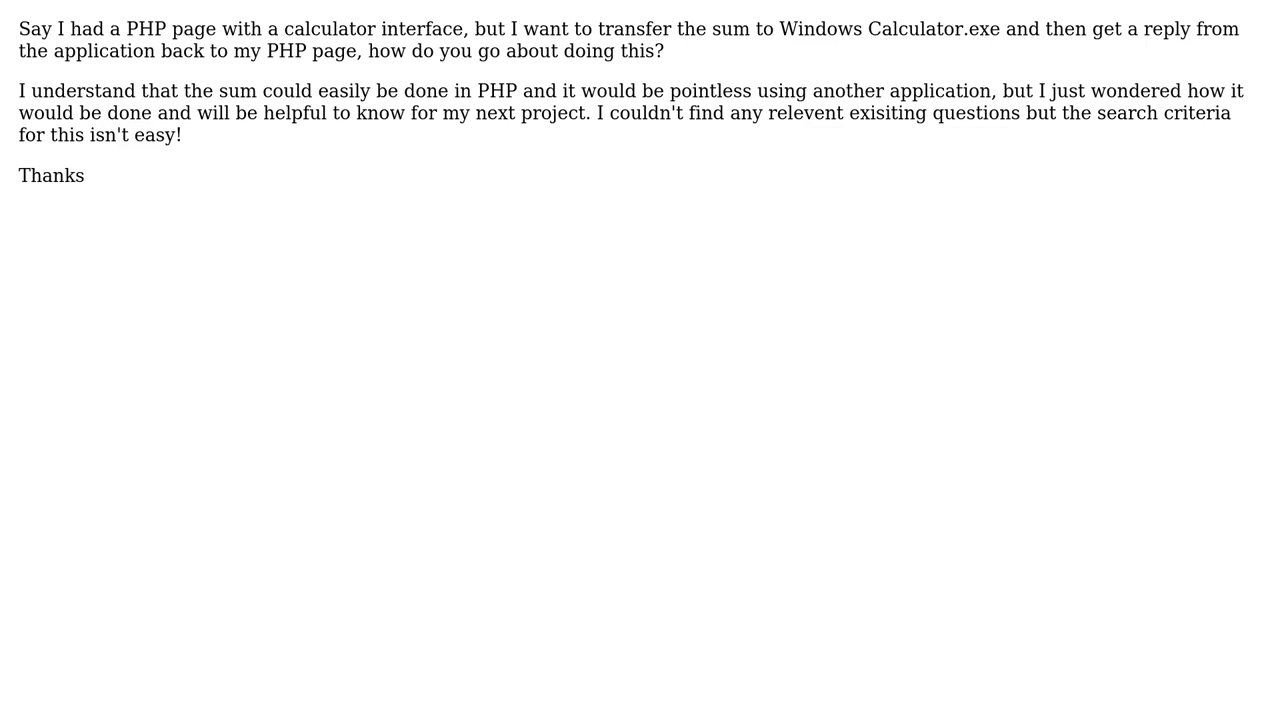 Say I had a PHP page with a calculator interface, but I want to transfer the sum to Windows Calculator.exe and then get a reply from
the application back to my PHP page, how do you go about doing this?
I understand that the sum could easily be done in PHP and it would be pointless using another application, but I just wondered how it
would be done and will be helpful to know for my next project. I couldn't find any relevent exisiting questions but the search criteria
for this isn't easy!
Thanks